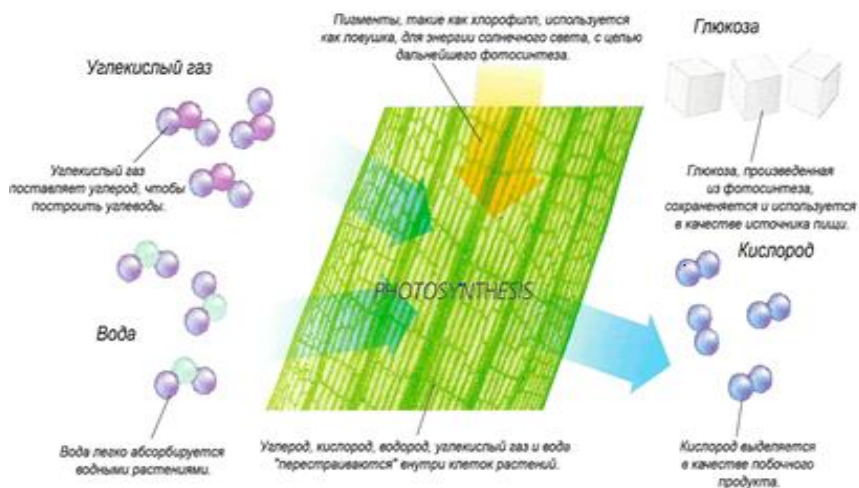 Пигменты, такие как хлорофилл, используется
как ловушка, для энергии солнечного света, с целью
дальнейшего фотосинтеза.
Глюкоза
Углекислый газ
Углекислый газ
поставляет углерод, чтобы
построить углеводы.
Глюкоза, произведенная
из фотосинтеза,
сохраненяется и используется
в качестве источника пищи.
Кислород
PHOTOSYNTHESIS
Вода
Вода легко абсорбируется
водными растениями.
Углерод, кислород, водород, углекислый газ и вода
"перестраиваются" внутри клеток растений.
Кислород выделяется
в качестве побочного
продукта.